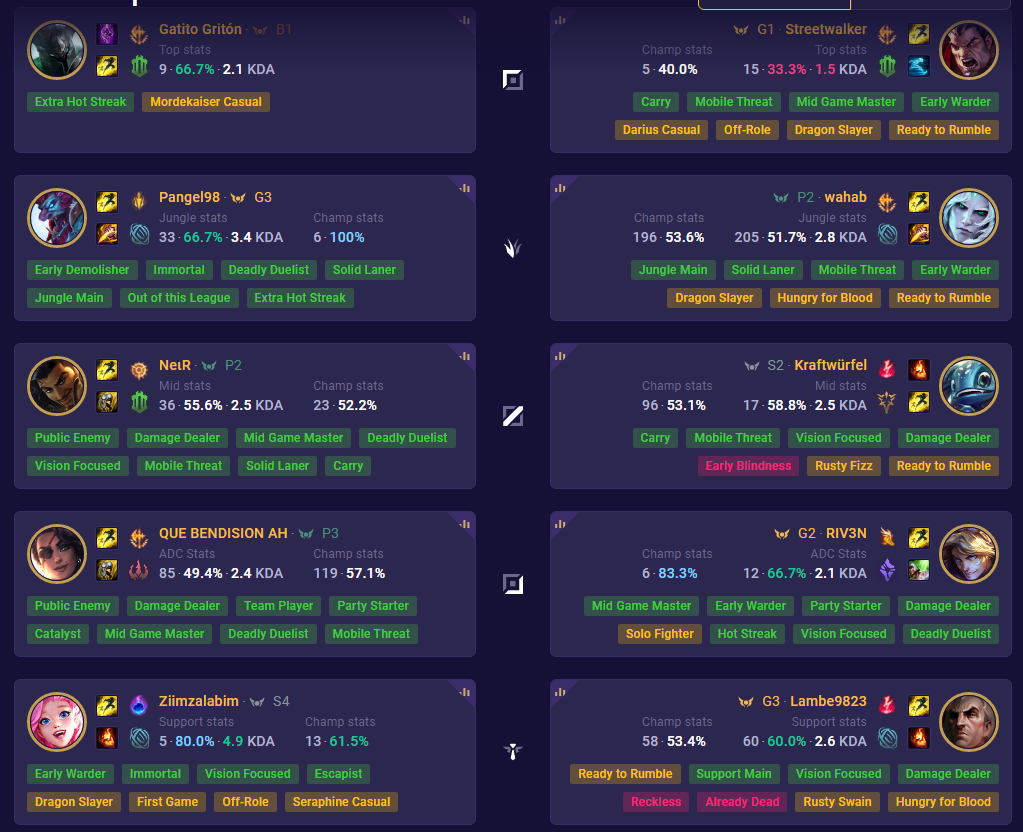 Gatito Gritón · B1
Top stats
9 · 66.7% · 2.1 KDA
Extra Hot Streak
Mordekaiser Casual
G1 · Streetwalker
Champ stats
Top stats
5 · 40.0%
15 · 33.3% · 1.5 KDA
Carry
Mobile Threat
Mid Game Master
Early Warder
Darius Casual
Off-Role
Dragon Slayer
Ready to Rumble
Pangel98 · G3
Jungle stats
Champ stats
33 · 66.7% · 3.4 KDA
6 · 100%
Early Demolisher
Immortal
Deadly Duelist
Solid Laner
Jungle Main
Out of this League
Extra Hot Streak
P2 · wahab
Champ stats
Jungle stats
196 · 53.6%
205 · 51.7% · 2.8 KDA
Jungle Main
Solid Laner
Mobile Threat
Early Warder
Dragon Slayer
Hungry for Blood
Ready to Rumble
NeιR · P2
Mid stats
Champ stats
36 · 55.6% · 2.5 KDA
23 · 52.2%
Public Enemy
Damage Dealer
Mid Game Master
Deadly Duelist
Vision Focused
Mobile Threat
Solid Laner
Carry
S2 · Kraftwürfel
Champ stats
Mid stats
96 · 53.1%
17 · 58.8% · 2.5 KDA
Carry
Mobile Threat
Vision Focused
Damage Dealer
Early Blindness
Rusty Fizz
Ready to Rumble
QUE BENDISION AH · P3
ADC Stats
Champ stats
85 · 49.4% · 2.4 KDA
119 · 57.1%
Public Enemy
Damage Dealer
Team Player
Party Starter
Catalyst
Mid Game Master
Deadly Duelist
Mobile Threat
G2 · RIV3N
Champ stats
ADC Stats
6 · 83.3%
12 · 66.7% · 2.1 KDA
Mid Game Master
Early Warder
Party Starter
Damage Dealer
Solo Fighter
Hot Streak
Vision Focused
Deadly Duelist
Ziimzalabim · S4
Support stats
Champ stats
5 · 80.0% · 4.9 KDA
13 · 61.5%
Early Warder
Immortal
Vision Focused
Escapist
Dragon Slayer
First Game
Off-Role
Seraphine Casual
G3 · Lambe9823
Champ stats
Support stats
58 · 53.4%
60 · 60.0% · 2.6 KDA
Ready to Rumble
Support Main
Vision Focused
Damage Dealer
Reckless
Already Dead
Rusty Swain
Hungry for Blood